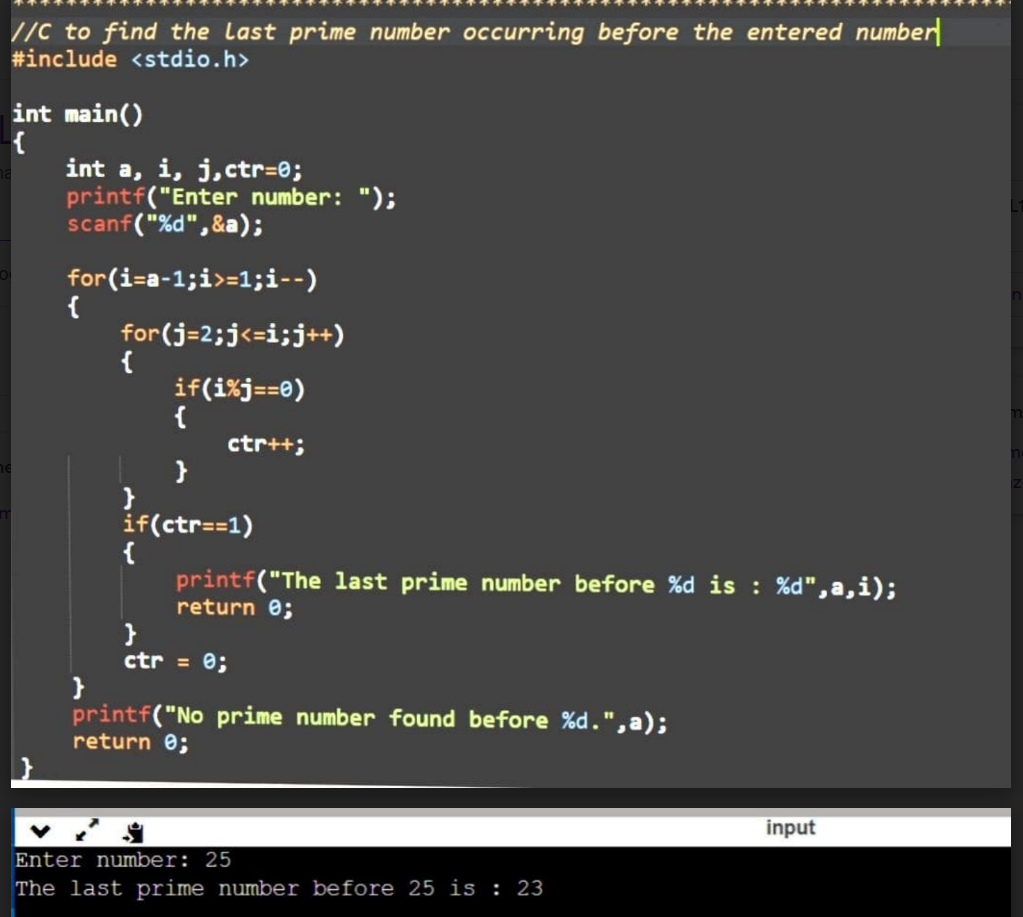 //C to find the last prime number occurring before the entered number
#include <stdio.h>
int main()
{
int a, i, j,ctr=0;
printf("Enter number: ");
scanf("%d",&a);
for(i=a-1;i>=1;i--)
{
for(j=2;j<=i;j++)
{
if(i%j==0)
{
ctr++;
}
}
if(ctr==1)
{
printf("The last prime number before %d is : %d",a,i);
return 0;
}
ctr = 0;
}
printf("No prime number found before %d.",a);
return 0;
}
input
Enter number: 25
The last prime number before 25 is : 23